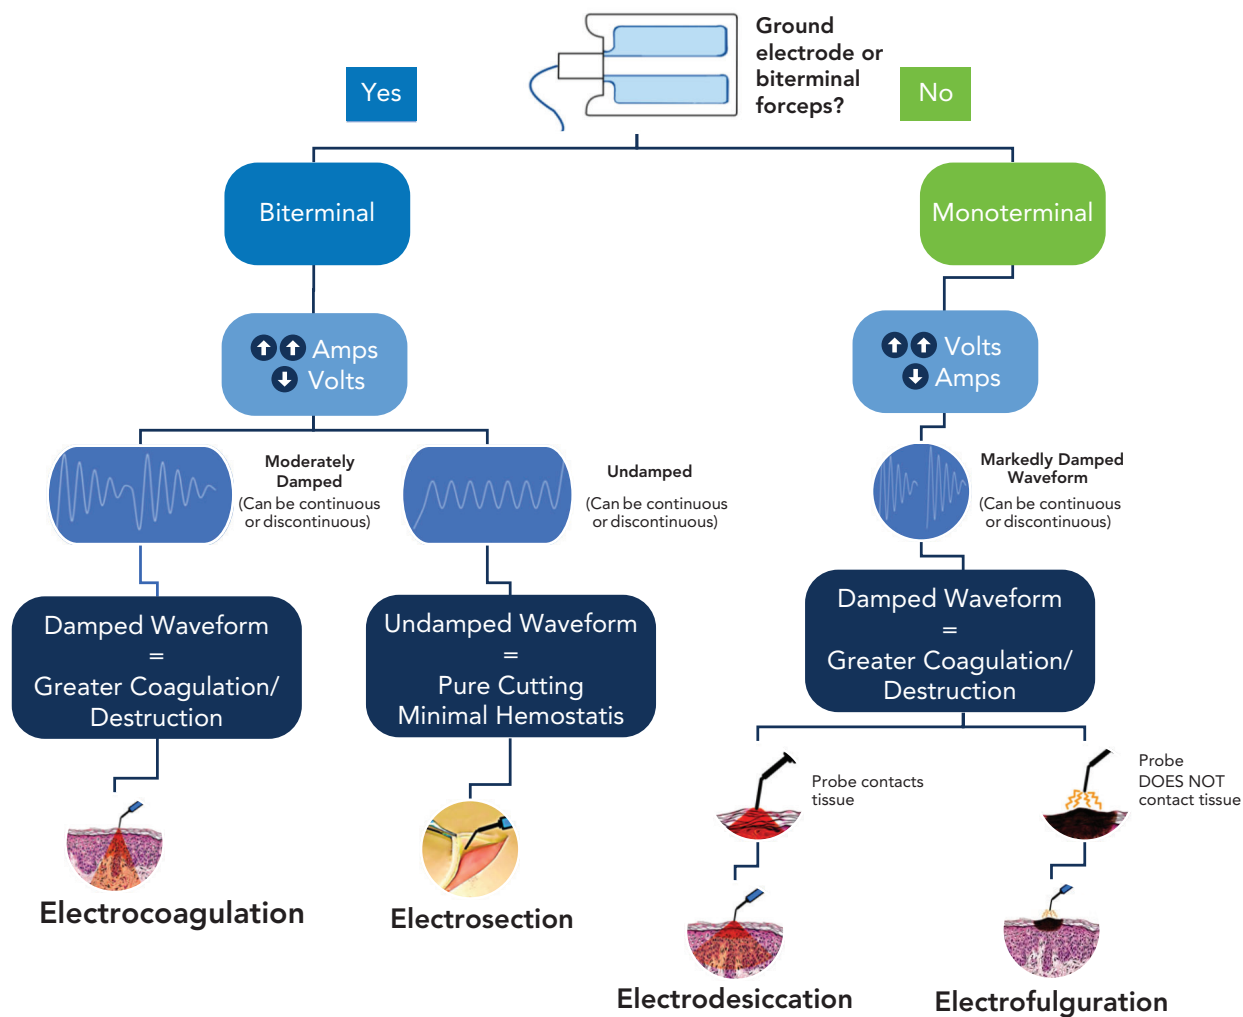 Ground
electrode or
biterminal
forceps?
Yes
No
Biterminal
Monoterminal
Amps
Volts
Volts
Amps
Moderately
Damped
(Can be continuous
or discontinuous)
Undamped
(Can be continuous
or discontinuous)
Markedly Damped
Waveform
(Can be continuous
or discontinuous)
Damped Waveform
=
Greater Coagulation/
Destruction
Undamped Waveform
=
Pure Cutting
Minimal Hemostatis
Damped Waveform
=
Greater Coagulation/
Destruction
Probe contacts
tissue
Probe
DOES NOT
contact tissue
Electrocoagulation
Electrosection
Electrodesiccation
Electrofulguration